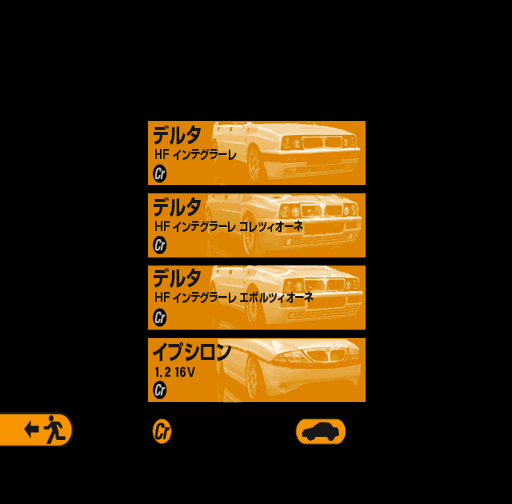 デルタ
HF インテグラーレ
Cr
デルタ
HF インテグラーレ コレツィオーネ
Cr
デルタ
HF インテグラーレ エボルツィオーネ
Cr
イプシロン
1.2 16V
Cr
Cr